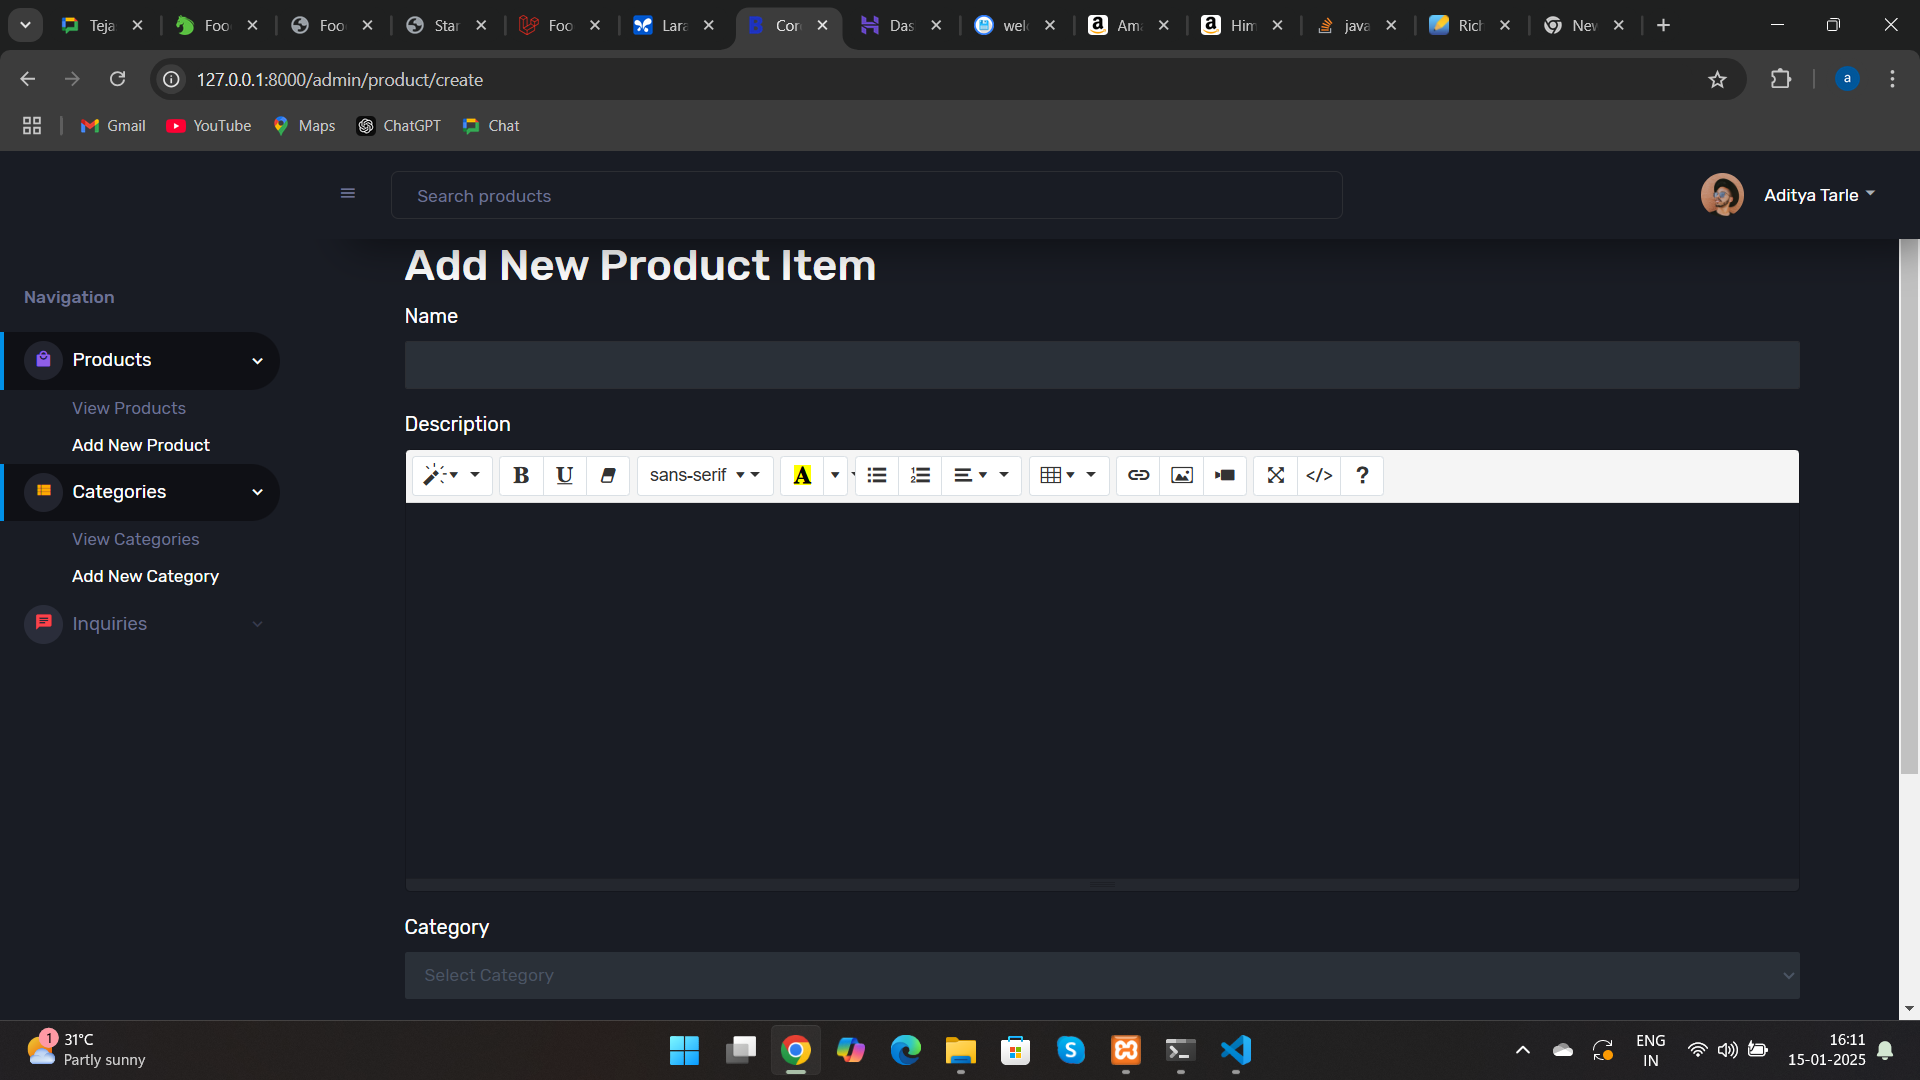 Teja
Foo
Foo
Star
Foo
Lara
Cor
Das
welc
Ama
Him
java
Rich
New
127.0.0.1:8000/admin/product/create
a
Gmail
YouTube
Maps
ChatGPT
Chat
Search products
Aditya Tarle
Navigation
Products
View Products
Add New Product
Categories
View Categories
Add New Category
Inquiries
Add New Product Item
Name
Description
B U sans-serif A </> ?
Category
Select Category
1
31°C
Partly sunny
ENG
IN
16:11
15-01-2025